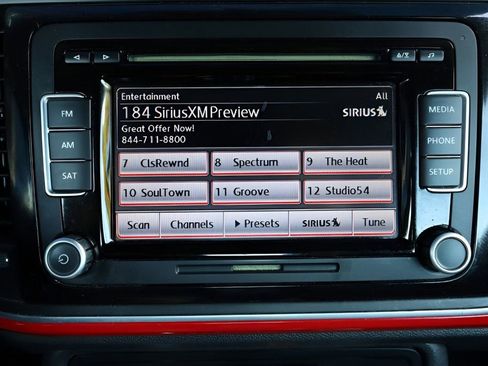 Entertainment All
184 SiriusXMPreview SIRIUS
Great Offer Now!
844-711-8800
7 ClsRewnd 8 Spectrum 9 The Heat
10 SoulTown 11 Groove 12 Studio54
Scan Channels Presets SIRIUS Tune
FM
AM
SAT
MEDIA
PHONE
SETUP